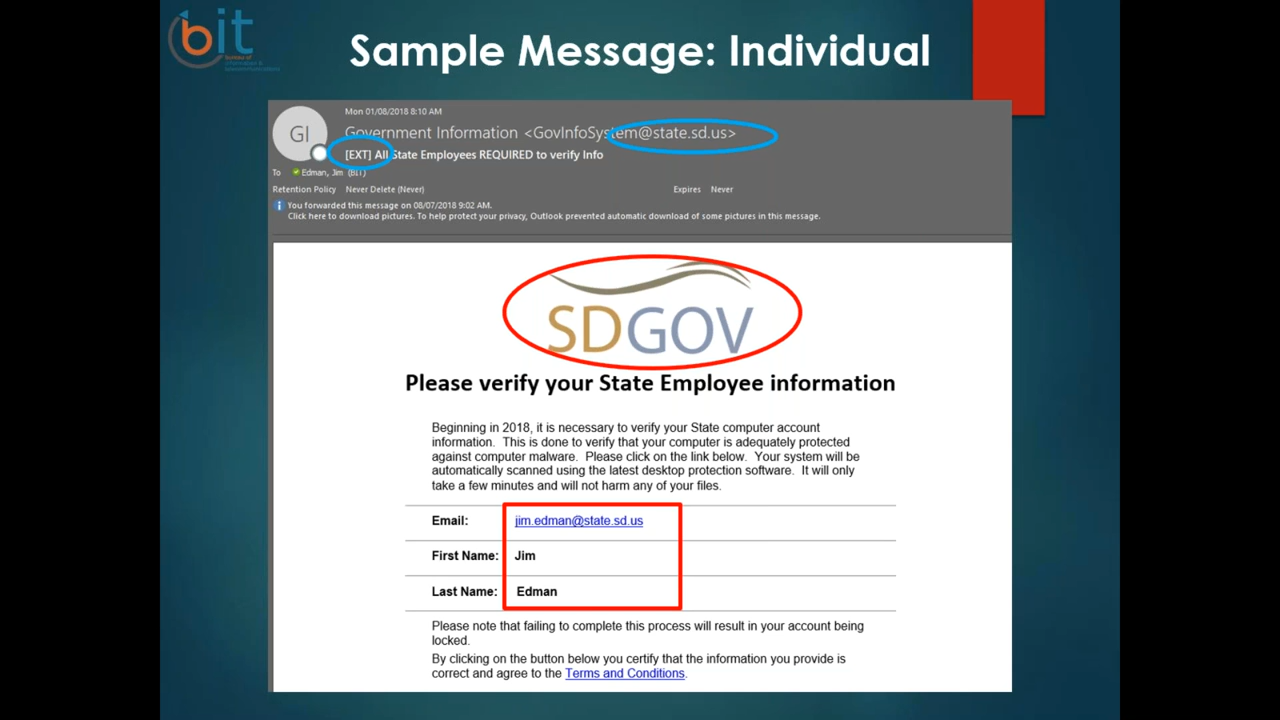 bit
bureau of
information &
telecommunications
Sample Message: Individual
Mon 01/08/2018 8:10 AM
GI
Government Information <GovInfoSystem@state.sd.us>
[EXT] All State Employees REQUIRED to verify Info
To Edman, Jim (BIT)
Retention Policy Never Delete (Never) Expires Never
You forwarded this message on 08/07/2018 9:02 AM.
Click here to download pictures. To help protect your privacy, Outlook prevented automatic download of some pictures in this message.
SDGOV
Please verify your State Employee information
Beginning in 2018, it is necessary to verify your State computer account
information. This is done to verify that your computer is adequately protected
against computer malware. Please click on the link below. Your system will be
automatically scanned using the latest desktop protection software. It will only
take a few minutes and will not harm any of your files.
Email: jim.edman@state.sd.us
First Name: Jim
Last Name: Edman
Please note that failing to complete this process will result in your account being
locked.
By clicking on the button below you certify that the information you provide is
correct and agree to the Terms and Conditions.